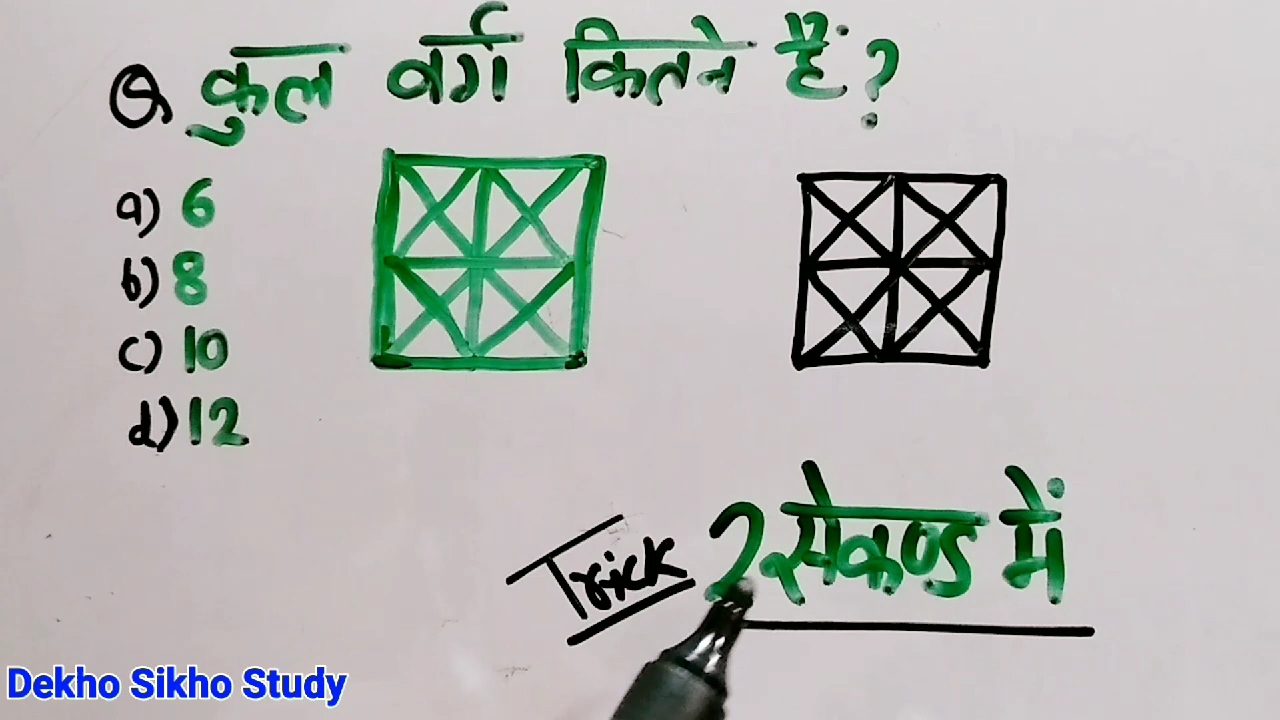 Q कुल वर्ग कितने हैं?
a) 6
b) 8
c) 10
d) 12
Trick 2 सेकण्ड में
Dekho Sikho Study